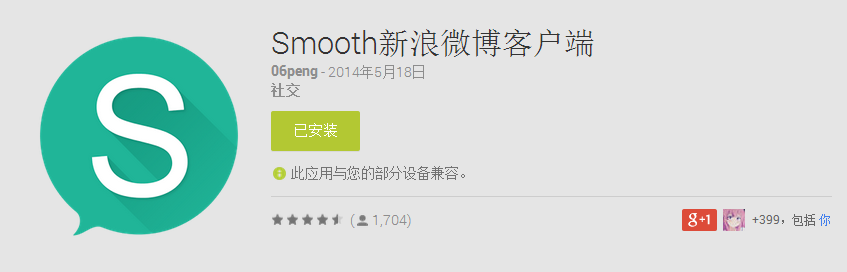 S
Smooth新浪微博客户端
06peng - 2014年5月18日
社交
已安装
此应用与您的部分设备兼容。
(1,704)
g+1 +399，包括 你